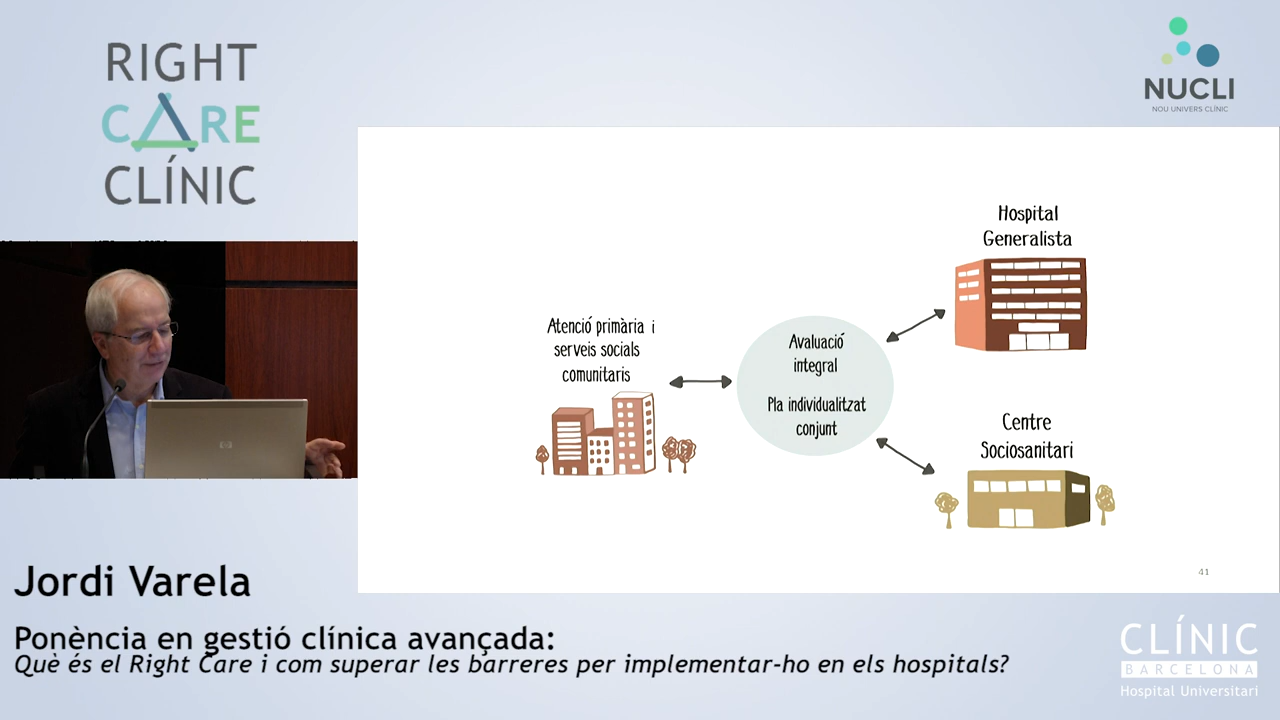 RIGHT
CARE
CLÍNIC
NUCLI
NOU UNIVERS CLÍNIC
Hospital
Generalista
Atenció primària i
serveis socials
comunitaris
Avaluació
integral
Pla individualitzat
conjunt
Centre
Sociosanitari
41
hp
Jordi Varela
Ponència en gestió clínica avançada:
Què és el Right Care i com superar les barreres per implementar-ho en els hospitals?
CLÍNIC
BARCELONA
Hospital Universitari